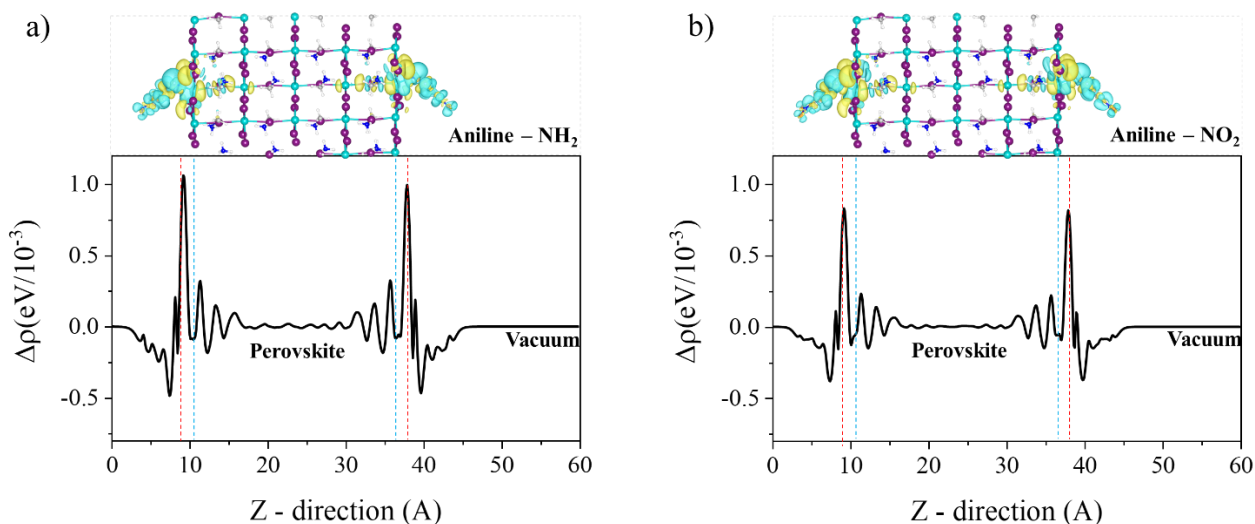 a)
Aniline – NH₂
1.0
0.5
0.0
-0.5
Δρ(eV/10⁻³)
Perovskite
Vacuum
0 10 20 30 40 50 60
Z - direction (A)
b)
Aniline – NO₂
1.0
0.5
0.0
-0.5
Δρ(eV/10⁻³)
Perovskite
Vacuum
0 10 20 30 40 50 60
Z - direction (A)